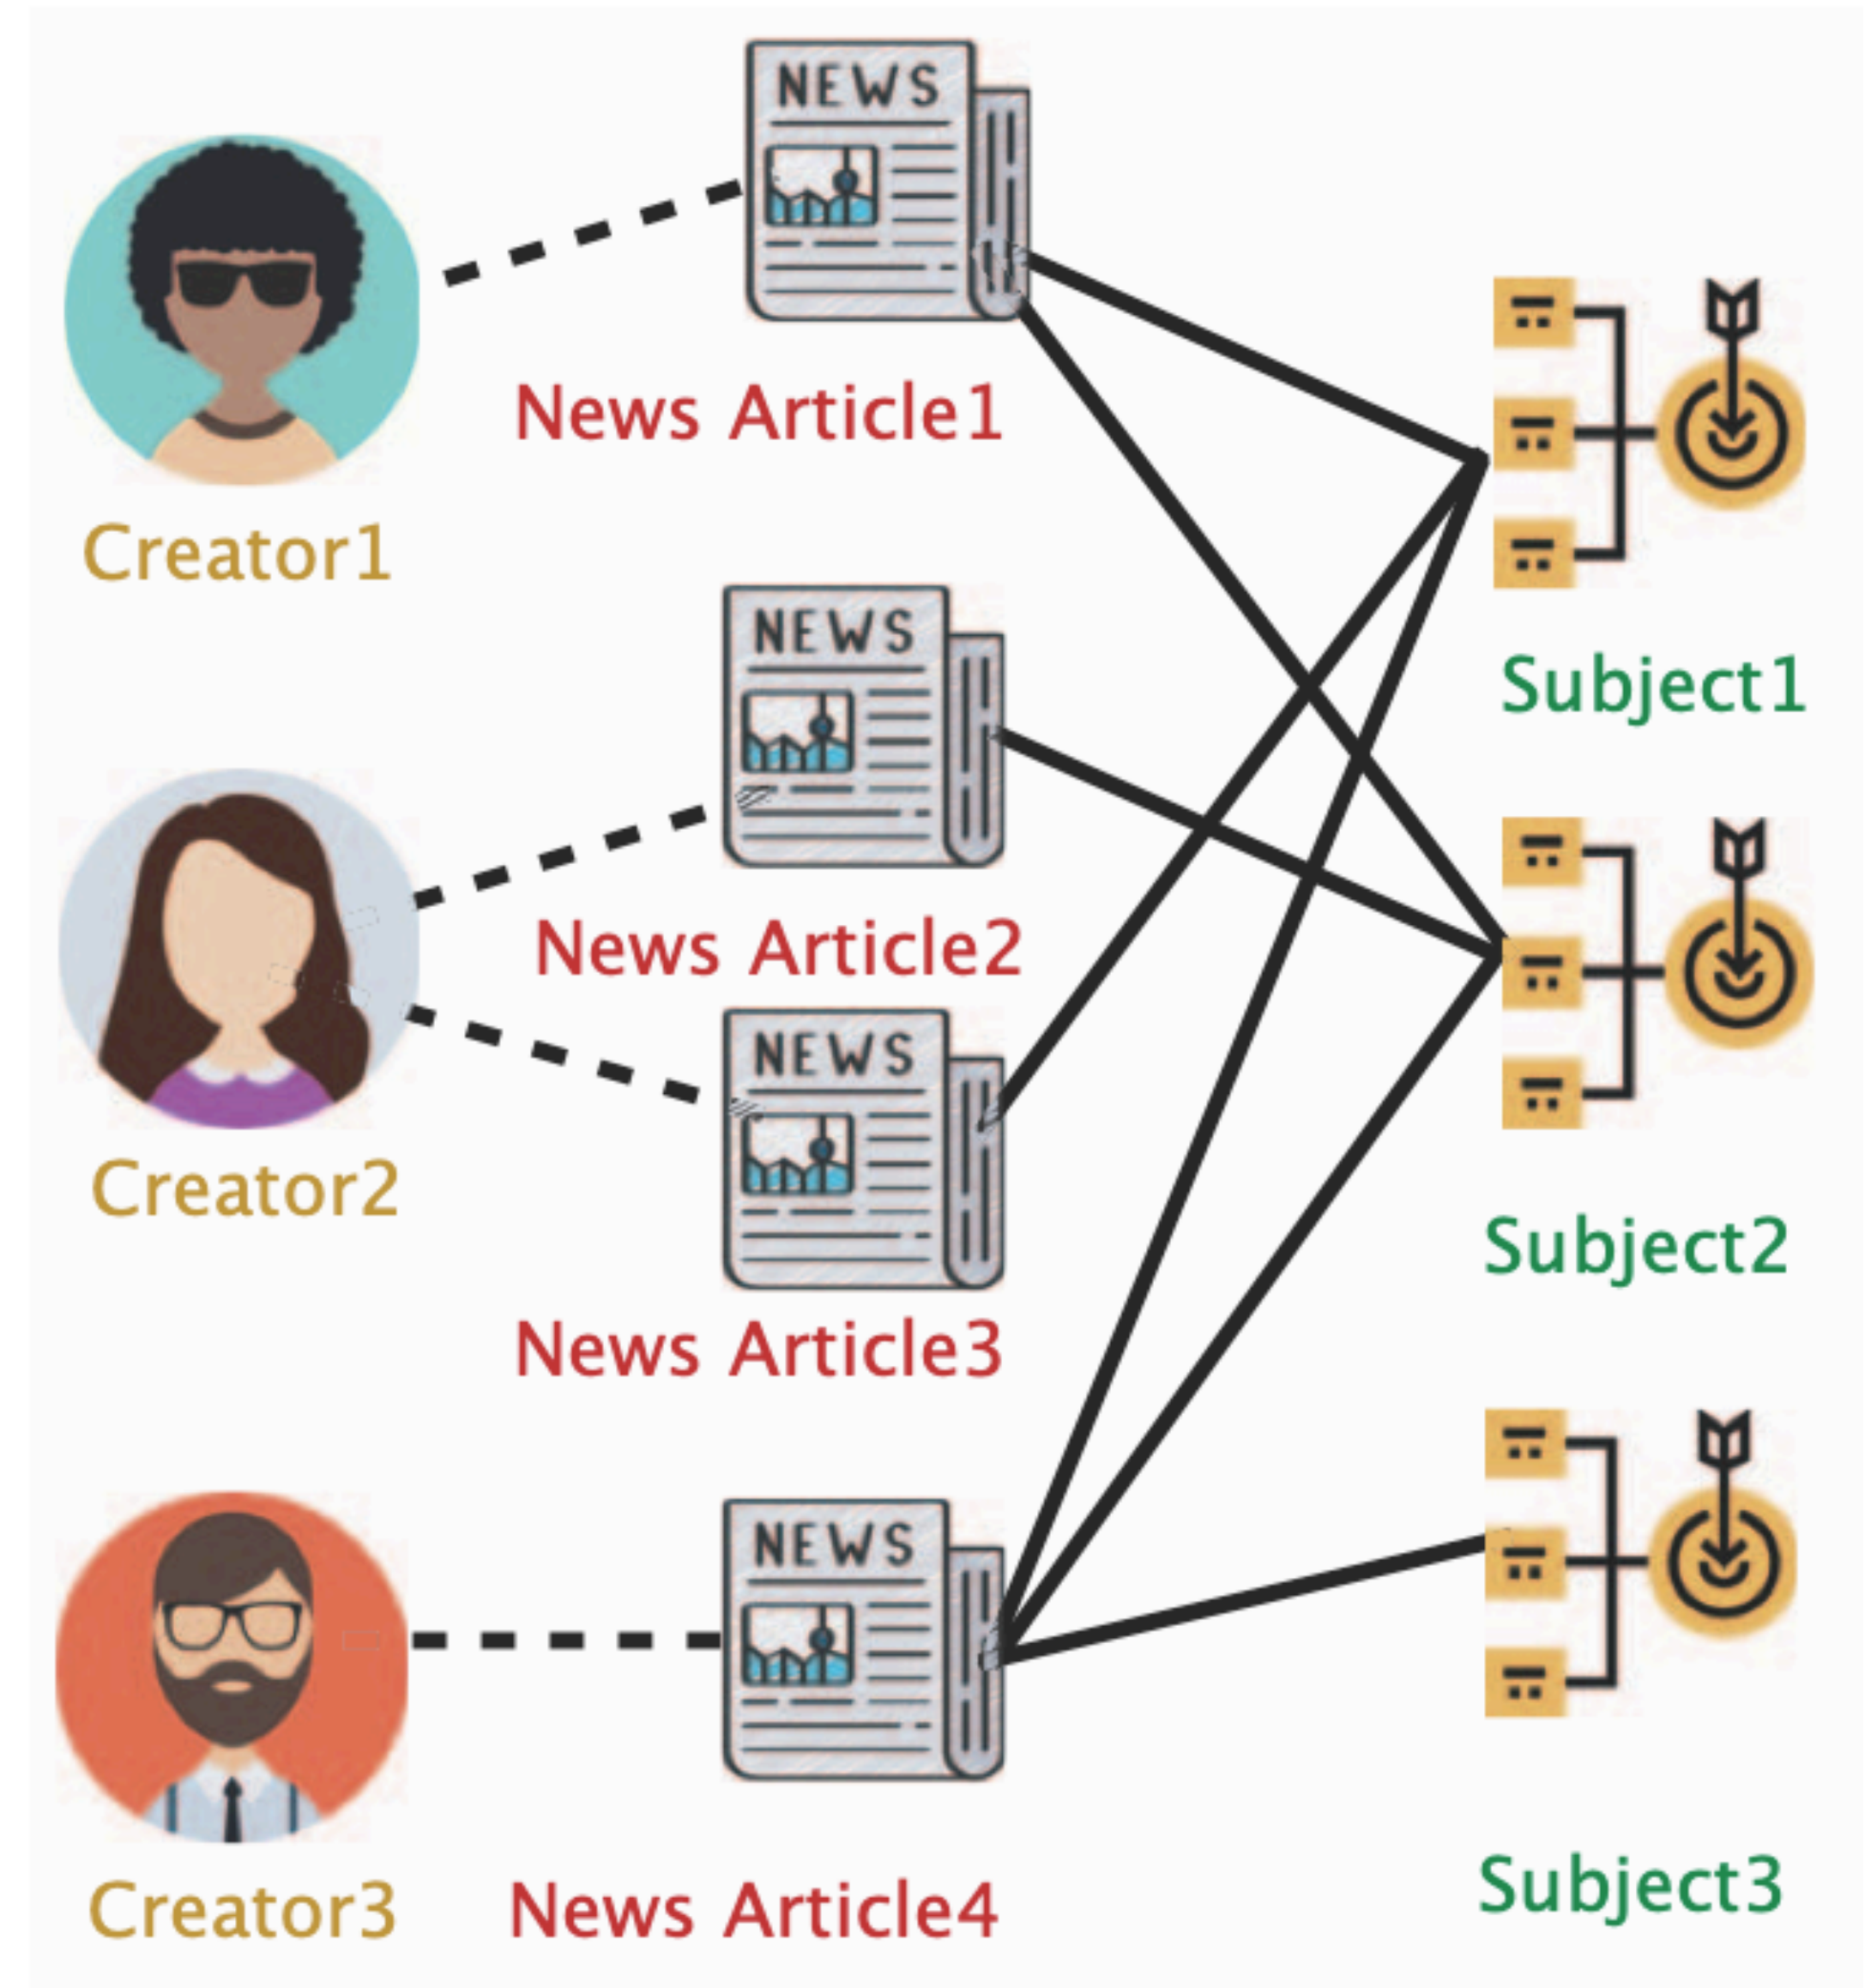 NEWS
News Article1
Creator1
Subject1
NEWS
News Article2
Creator2
Subject2
NEWS
News Article3
NEWS
Creator3
News Article4
Subject3